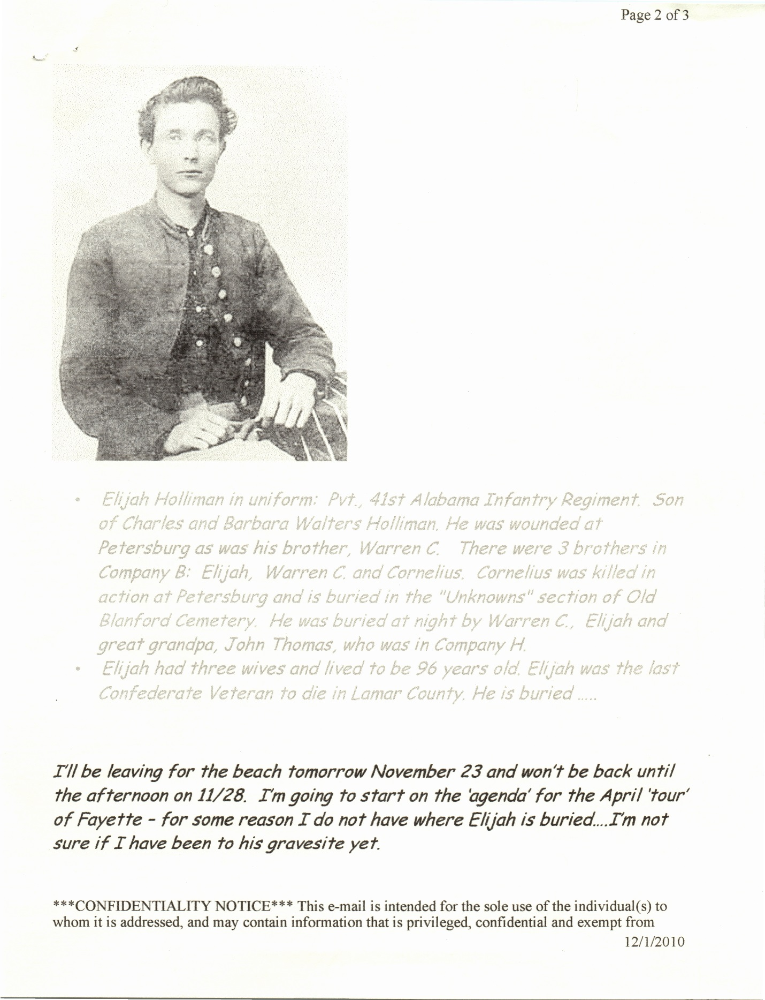 Page 2 of 3
• Elijah Holliman in uniform: Pvt., 41st Alabama Infantry Regiment. Son
of Charles and Barbara Walters Holliman. He was wounded at
Petersburg as was his brother, Warren C. There were 3 brothers in
Company B: Elijah, Warren C. and Cornelius. Cornelius was killed in
action at Petersburg and is buried in the "Unknowns" section of Old
Blanford Cemetery. He was buried at night by Warren C., Elijah and
great grandpa, John Thomas, who was in Company H.
• Elijah had three wives and lived to be 96 years old. Elijah was the last
Confederate Veteran to die in Lamar County. He is buried .....
I'll be leaving for the beach tomorrow November 23 and won't be back until
the afternoon on 11/28. I'm going to start on the 'agenda' for the April 'tour'
of Fayette – for some reason I do not have where Elijah is buried....I'm not
sure if I have been to his gravesite yet.
***CONFIDENTIALITY NOTICE*** This e-mail is intended for the sole use of the individual(s) to
whom it is addressed, and may contain information that is privileged, confidential and exempt from
12/1/2010